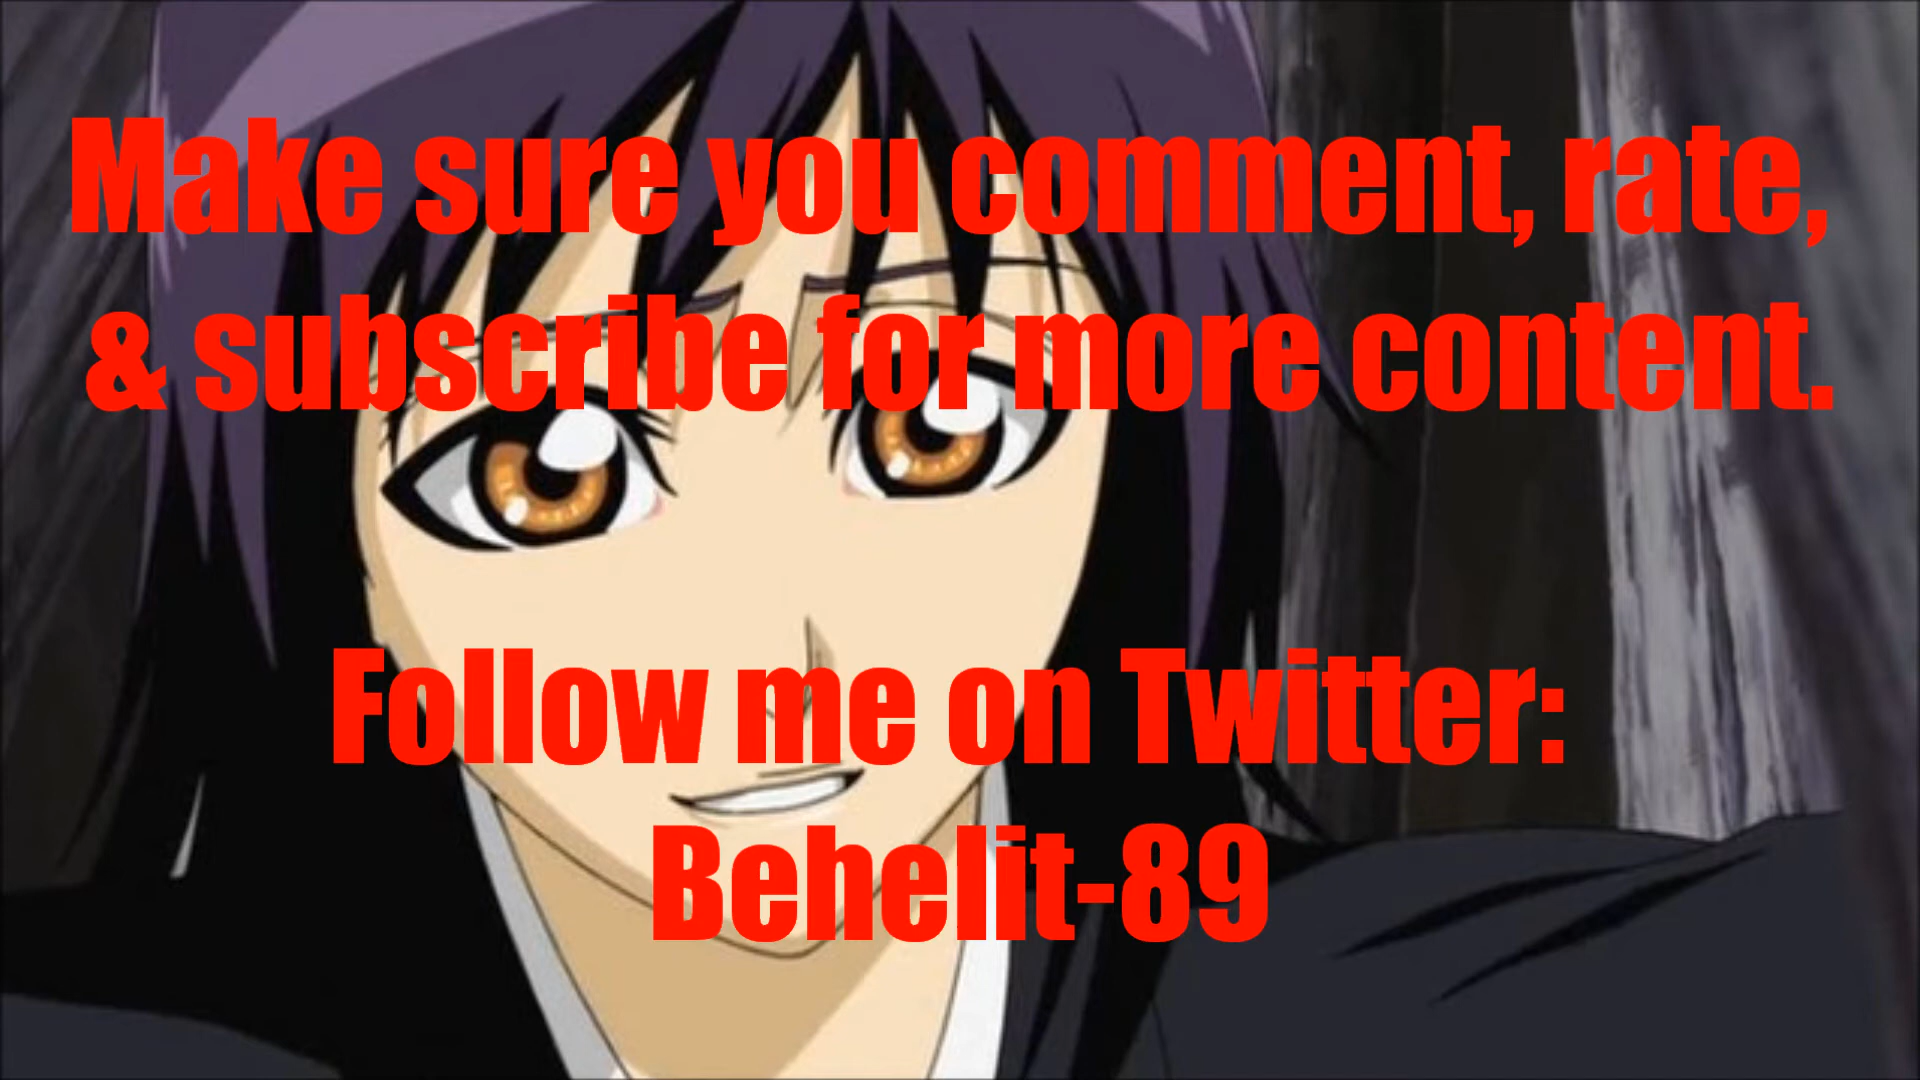 Make sure you comment, rate,
& subscribe for more content.
Follow me on Twitter:
Behelit-89